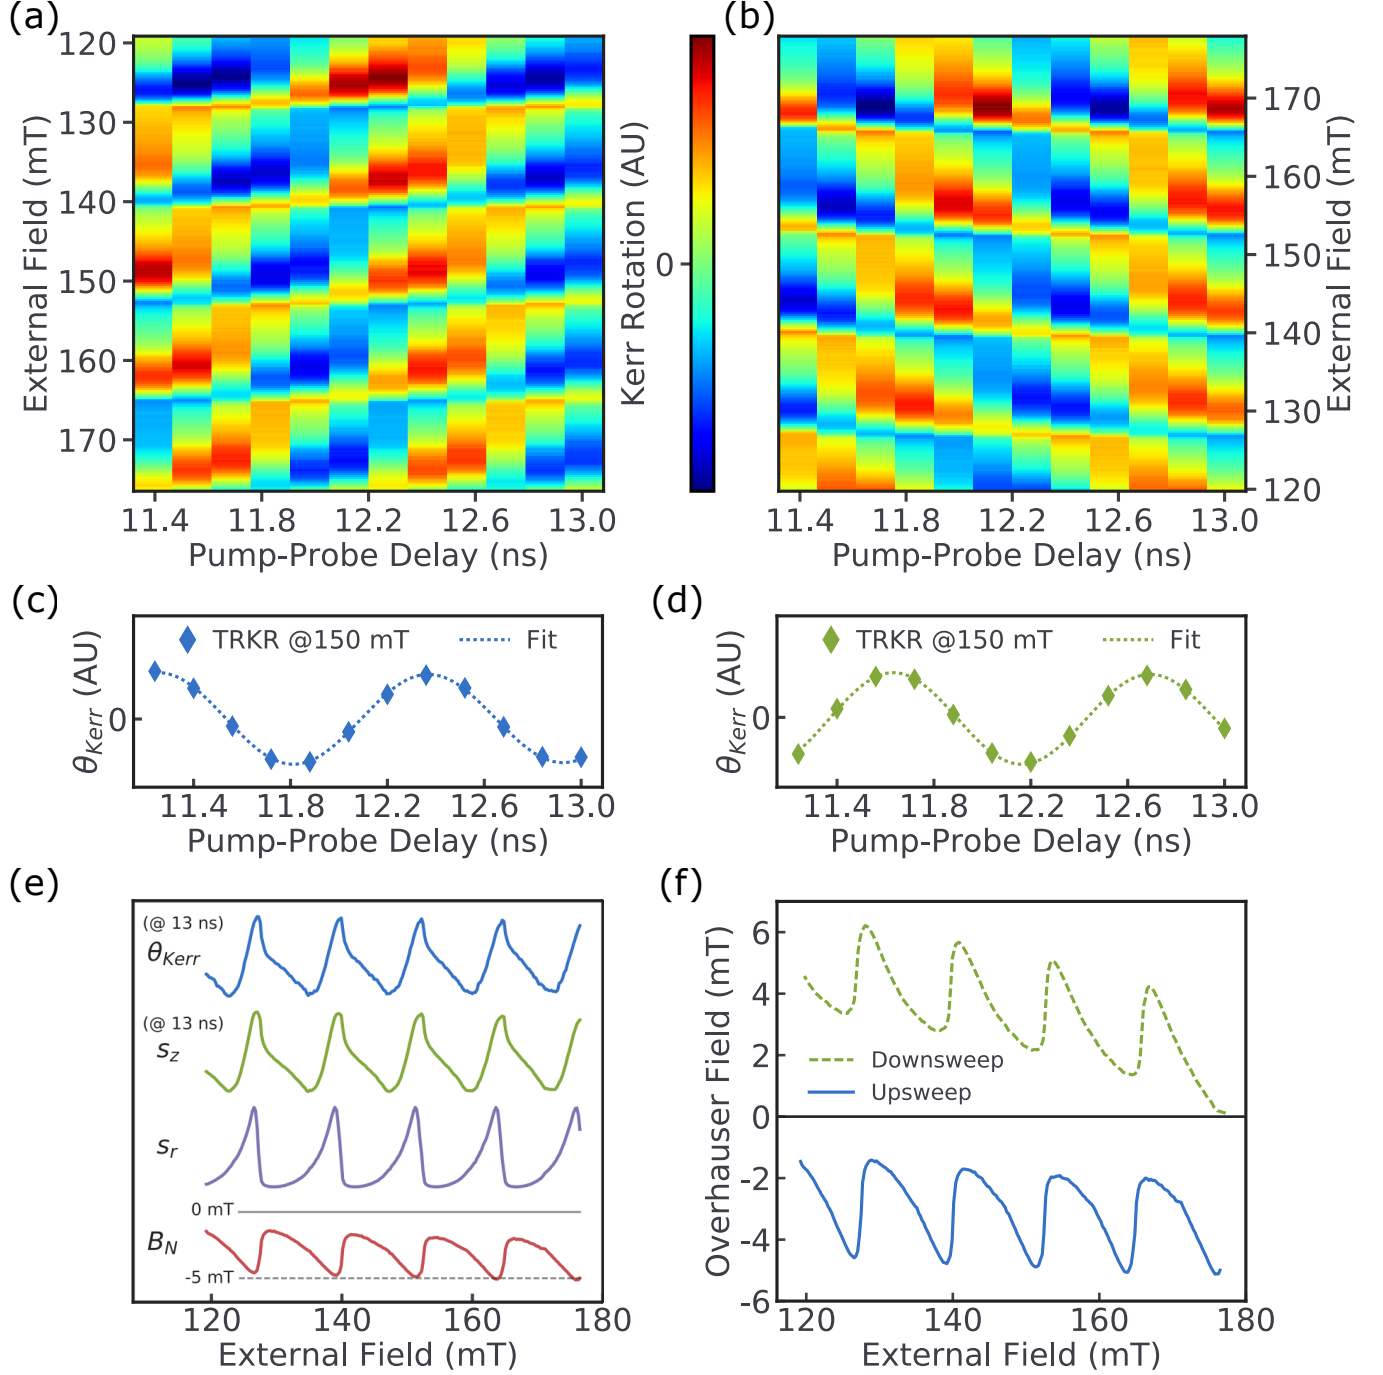 (a)
(b)
120
130
140
150
160
170
External Field (mT)
11.4 11.8 12.2 12.6 13.0
Pump-Probe Delay (ns)
0
Kerr Rotation (AU)
170
160
150
140
130
120
External Field (mT)
11.4 11.8 12.2 12.6 13.0
Pump-Probe Delay (ns)
(c)
TRKR @150 mT Fit
0
θKerr (AU)
11.4 11.8 12.2 12.6 13.0
Pump-Probe Delay (ns)
(d)
TRKR @150 mT Fit
0
θKerr (AU)
11.4 11.8 12.2 12.6 13.0
Pump-Probe Delay (ns)
(e)
(@ 13 ns)
θKerr
(@ 13 ns)
sz
sr
0 mT
BN
-5 mT
120 140 160 180
External Field (mT)
(f)
6
4
2
0
-2
-4
-6
Overhauser Field (mT)
Downsweep
Upsweep
120 140 160 180
External Field (mT)